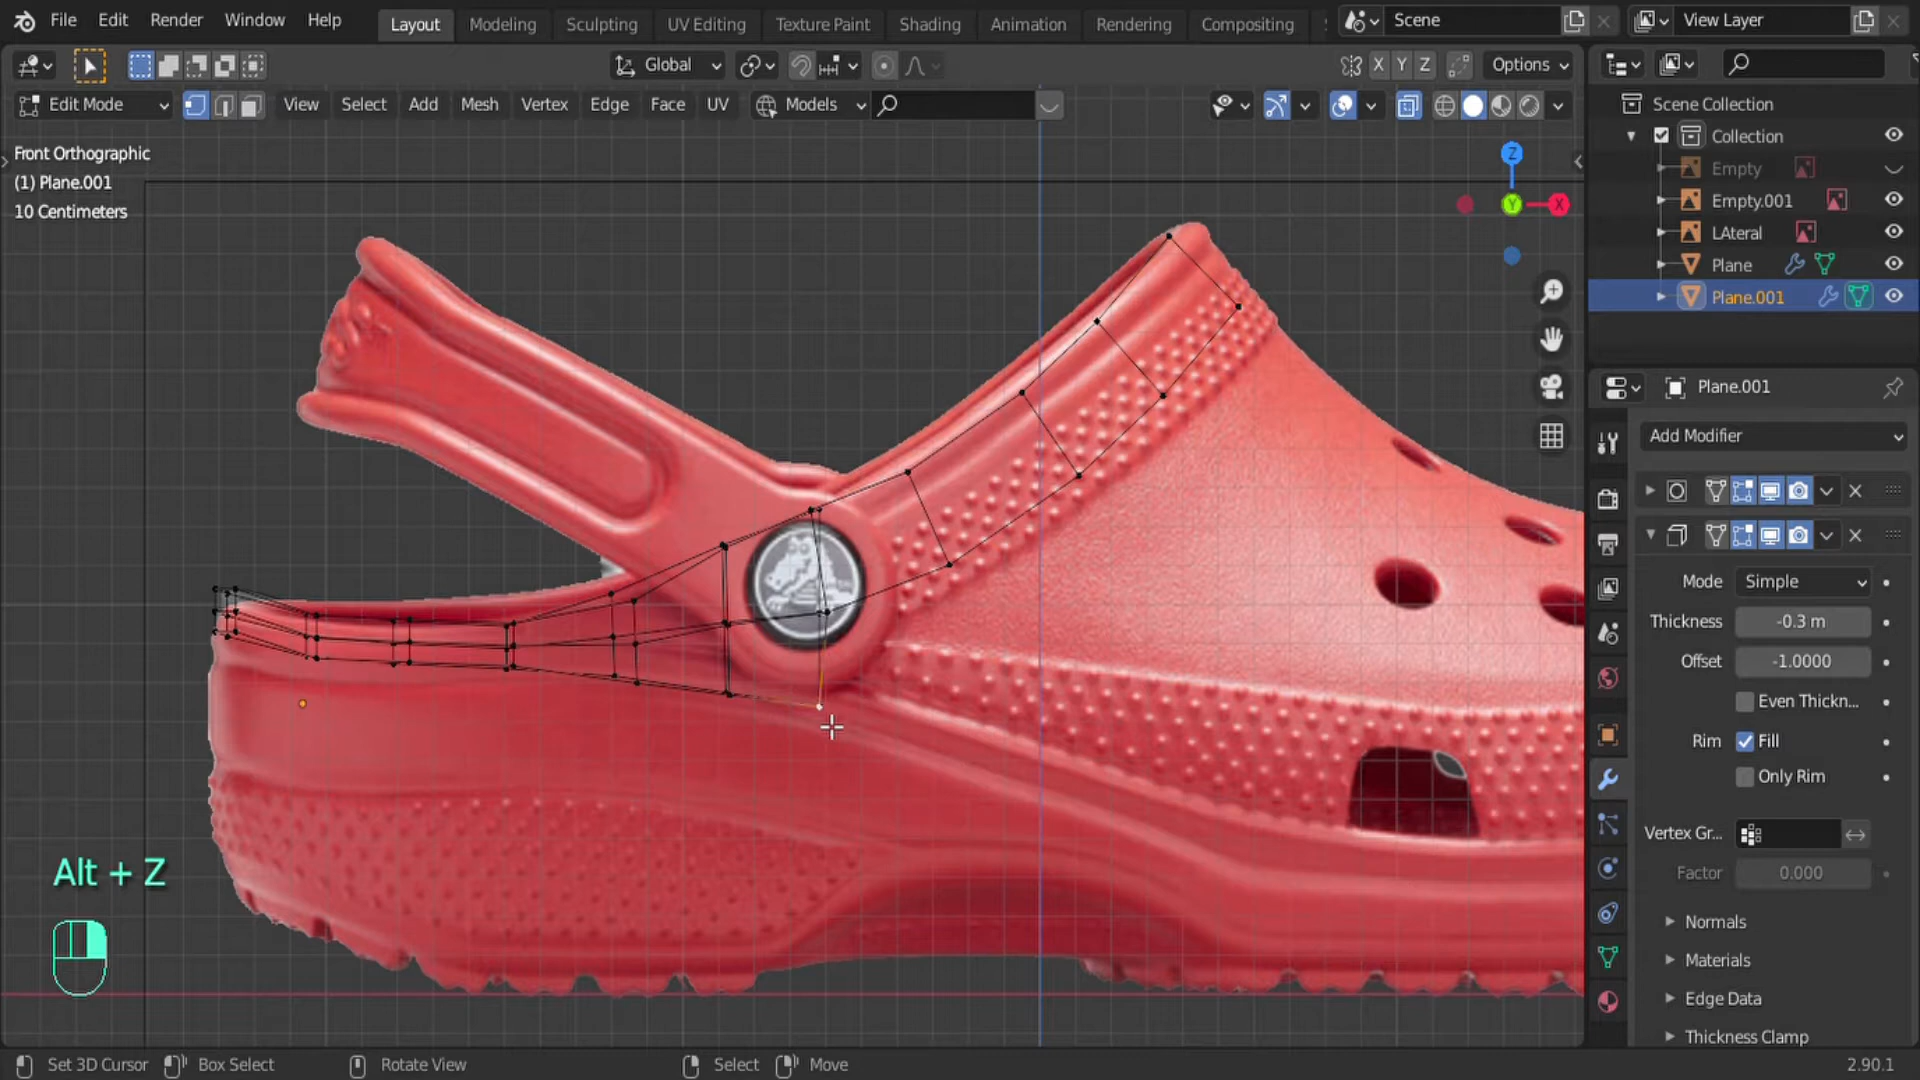 File Edit Render Window Help Layout Modeling Sculpting UV Editing Texture Paint Shading Animation Rendering Compositing Scene View Layer
Global X Y Z Options
Edit Mode View Select Add Mesh Vertex Edge Face UV Models
Front Orthographic
(1) Plane.001
10 Centimeters
Z
Y
X
Scene Collection
Collection
Empty
Empty.001
LAteral
Plane
Plane.001
Plane.001
Add Modifier
Mode Simple
Thickness -0.3 m
Offset -1.0000
Even Thickn...
Rim Fill
Only Rim
Vertex Gr...
Factor 0.000
Normals
Materials
Edge Data
Thickness Clamp
Alt + Z
Set 3D Cursor Box Select Rotate View Select Move 2.90.1